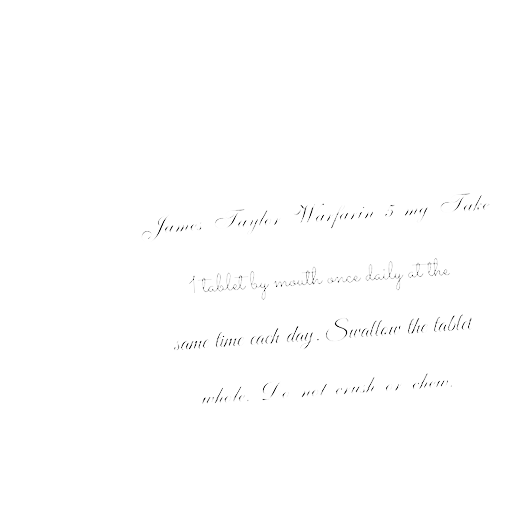 James Taylor Warfarin 5 mg Take
1 tablet by mouth once daily at the
same time each day. Swallow the tablet
whole. Do not crush or chew.